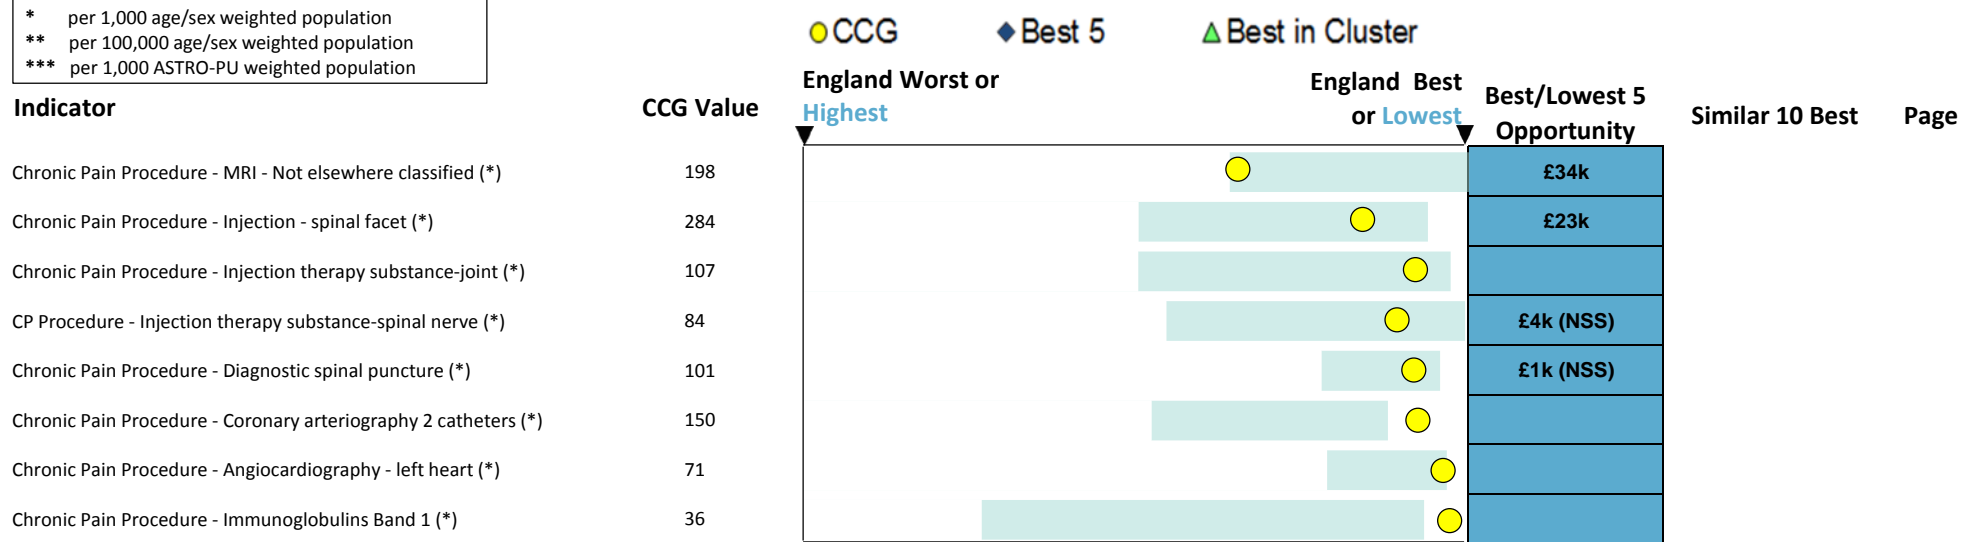 * per 1,000 age/sex weighted population
** per 100,000 age/sex weighted population
*** per 1,000 ASTRO-PU weighted population
CCG Best 5 Best in Cluster
Indicator CCG Value England Worst or Highest England Best or Lowest Best/Lowest 5 Opportunity Similar 10 Best Page
Chronic Pain Procedure - MRI - Not elsewhere classified (*) 198 £34k
Chronic Pain Procedure - Injection - spinal facet (*) 284 £23k
Chronic Pain Procedure - Injection therapy substance-joint (*) 107
CP Procedure - Injection therapy substance-spinal nerve (*) 84 £4k (NSS)
Chronic Pain Procedure - Diagnostic spinal puncture (*) 101 £1k (NSS)
Chronic Pain Procedure - Coronary arteriography 2 catheters (*) 150
Chronic Pain Procedure - Angiocardiography - left heart (*) 71
Chronic Pain Procedure - Immunoglobulins Band 1 (*) 36